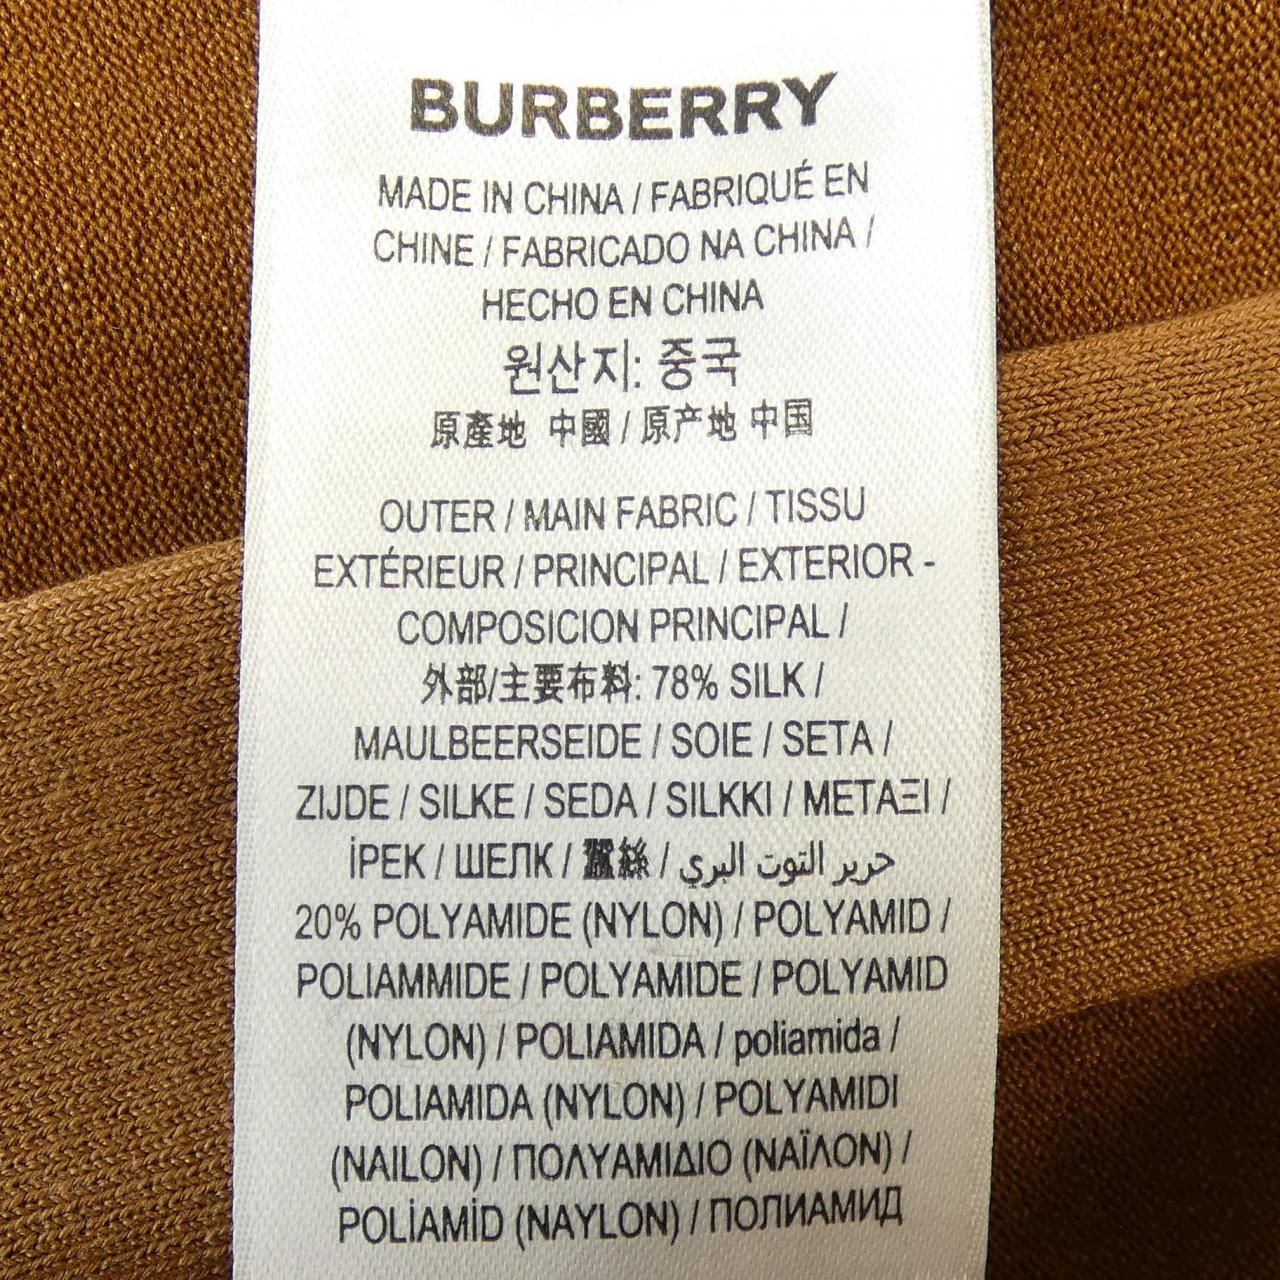 BURBERRY
MADE IN CHINA / FABRIQUÉ EN
CHINE / FABRICADO NA CHINA /
HECHO EN CHINA
원산지: 중국
原產地 中國 / 原产地 中国
OUTER / MAIN FABRIC / TISSU
EXTÉRIEUR / PRINCIPAL / EXTERIOR -
COMPOSICION PRINCIPAL /
外部/主要布料: 78% SILK /
MAULBEERSEIDE / SOIE / SETA /
ZIJDE / SILKE / SEDA / SILKKI / ΜΕΤΑΞΙ /
İPEK / ШЕЛК / 蠶絲 / حرير التوت البري
20% POLYAMIDE (NYLON) / POLYAMID /
POLIAMMIDE / POLYAMIDE / POLYAMID
(NYLON) / POLIAMIDA / poliamida /
POLIAMIDA (NYLON) / POLYAMIDI
(NAILON) / ΠΟΛΥΑΜΙΔΙΟ (ΝΑΪΛΟΝ) /
POLİAMİD (NAYLON) / ПОЛИАМИД